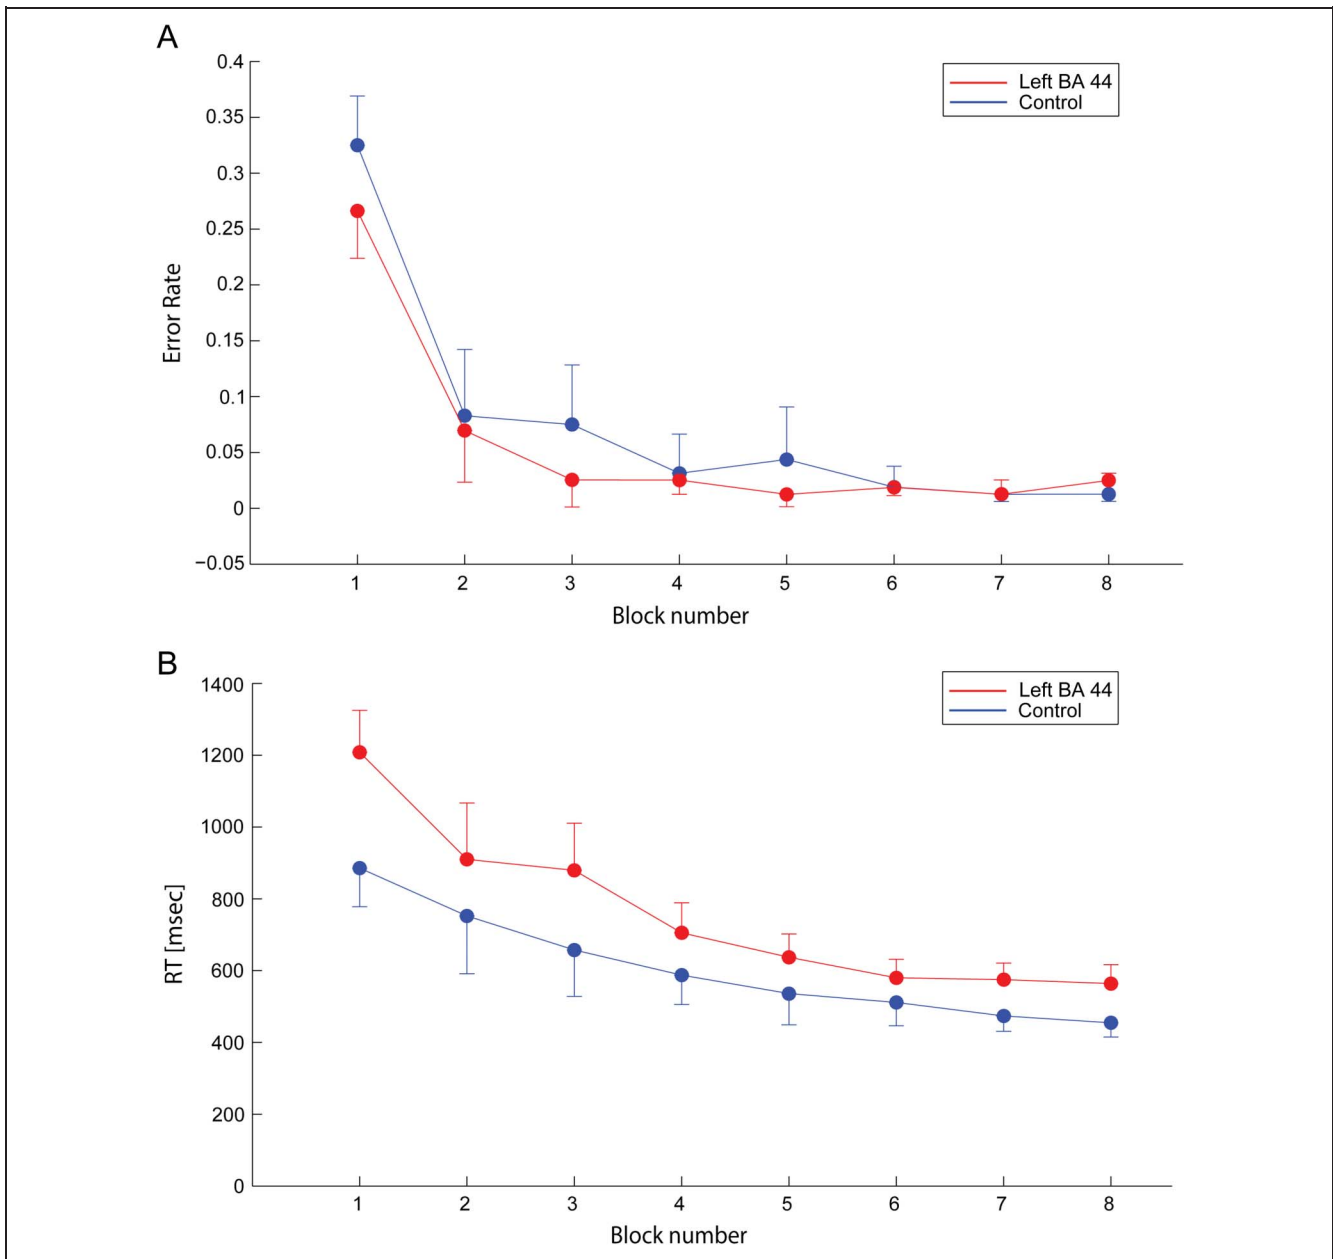 A
0.4
0.35
0.3
0.25
0.2
0.15
0.1
0.05
0
−0.05
Error Rate
Left BA 44
Control
1 2 3 4 5 6 7 8
Block number
B
1400
1200
1000
800
600
400
200
0
RT [msec]
Left BA 44
Control
1 2 3 4 5 6 7 8
Block number